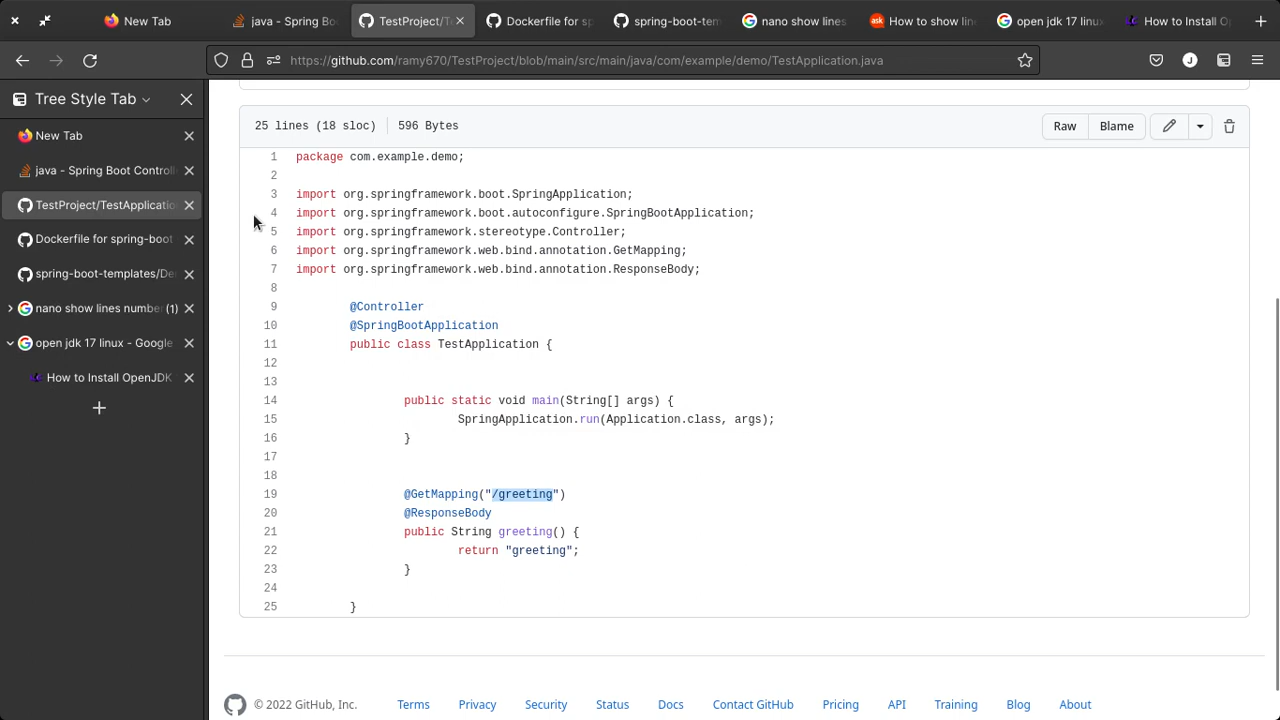 New Tab
java - Spring Bo
TestProject/T
Dockerfile for sp
spring-boot-tem
nano show lines
How to show lin
open jdk 17 linu
How to Install O
https://github.com/ramy670/TestProject/blob/main/src/main/java/com/example/demo/TestApplication.java
Tree Style Tab
New Tab
java - Spring Boot Controll
TestProject/TestApplicatio
Dockerfile for spring-boot
spring-boot-templates/De
nano show lines number (1)
open jdk 17 linux - Google
How to Install OpenJDK
25 lines (18 sloc) 596 Bytes
Raw
Blame
1 package com.example.demo;
2
3 import org.springframework.boot.SpringApplication;
4 import org.springframework.boot.autoconfigure.SpringBootApplication;
5 import org.springframework.stereotype.Controller;
6 import org.springframework.web.bind.annotation.GetMapping;
7 import org.springframework.web.bind.annotation.ResponseBody;
8
9 @Controller
10 @SpringBootApplication
11 public class TestApplication {
12
13
14 public static void main(String[] args) {
15 SpringApplication.run(Application.class, args);
16 }
17
18
19 @GetMapping("/greeting")
20 @ResponseBody
21 public String greeting() {
22 return "greeting";
23 }
24
25 }
© 2022 GitHub, Inc.
Terms
Privacy
Security
Status
Docs
Contact GitHub
Pricing
API
Training
Blog
About